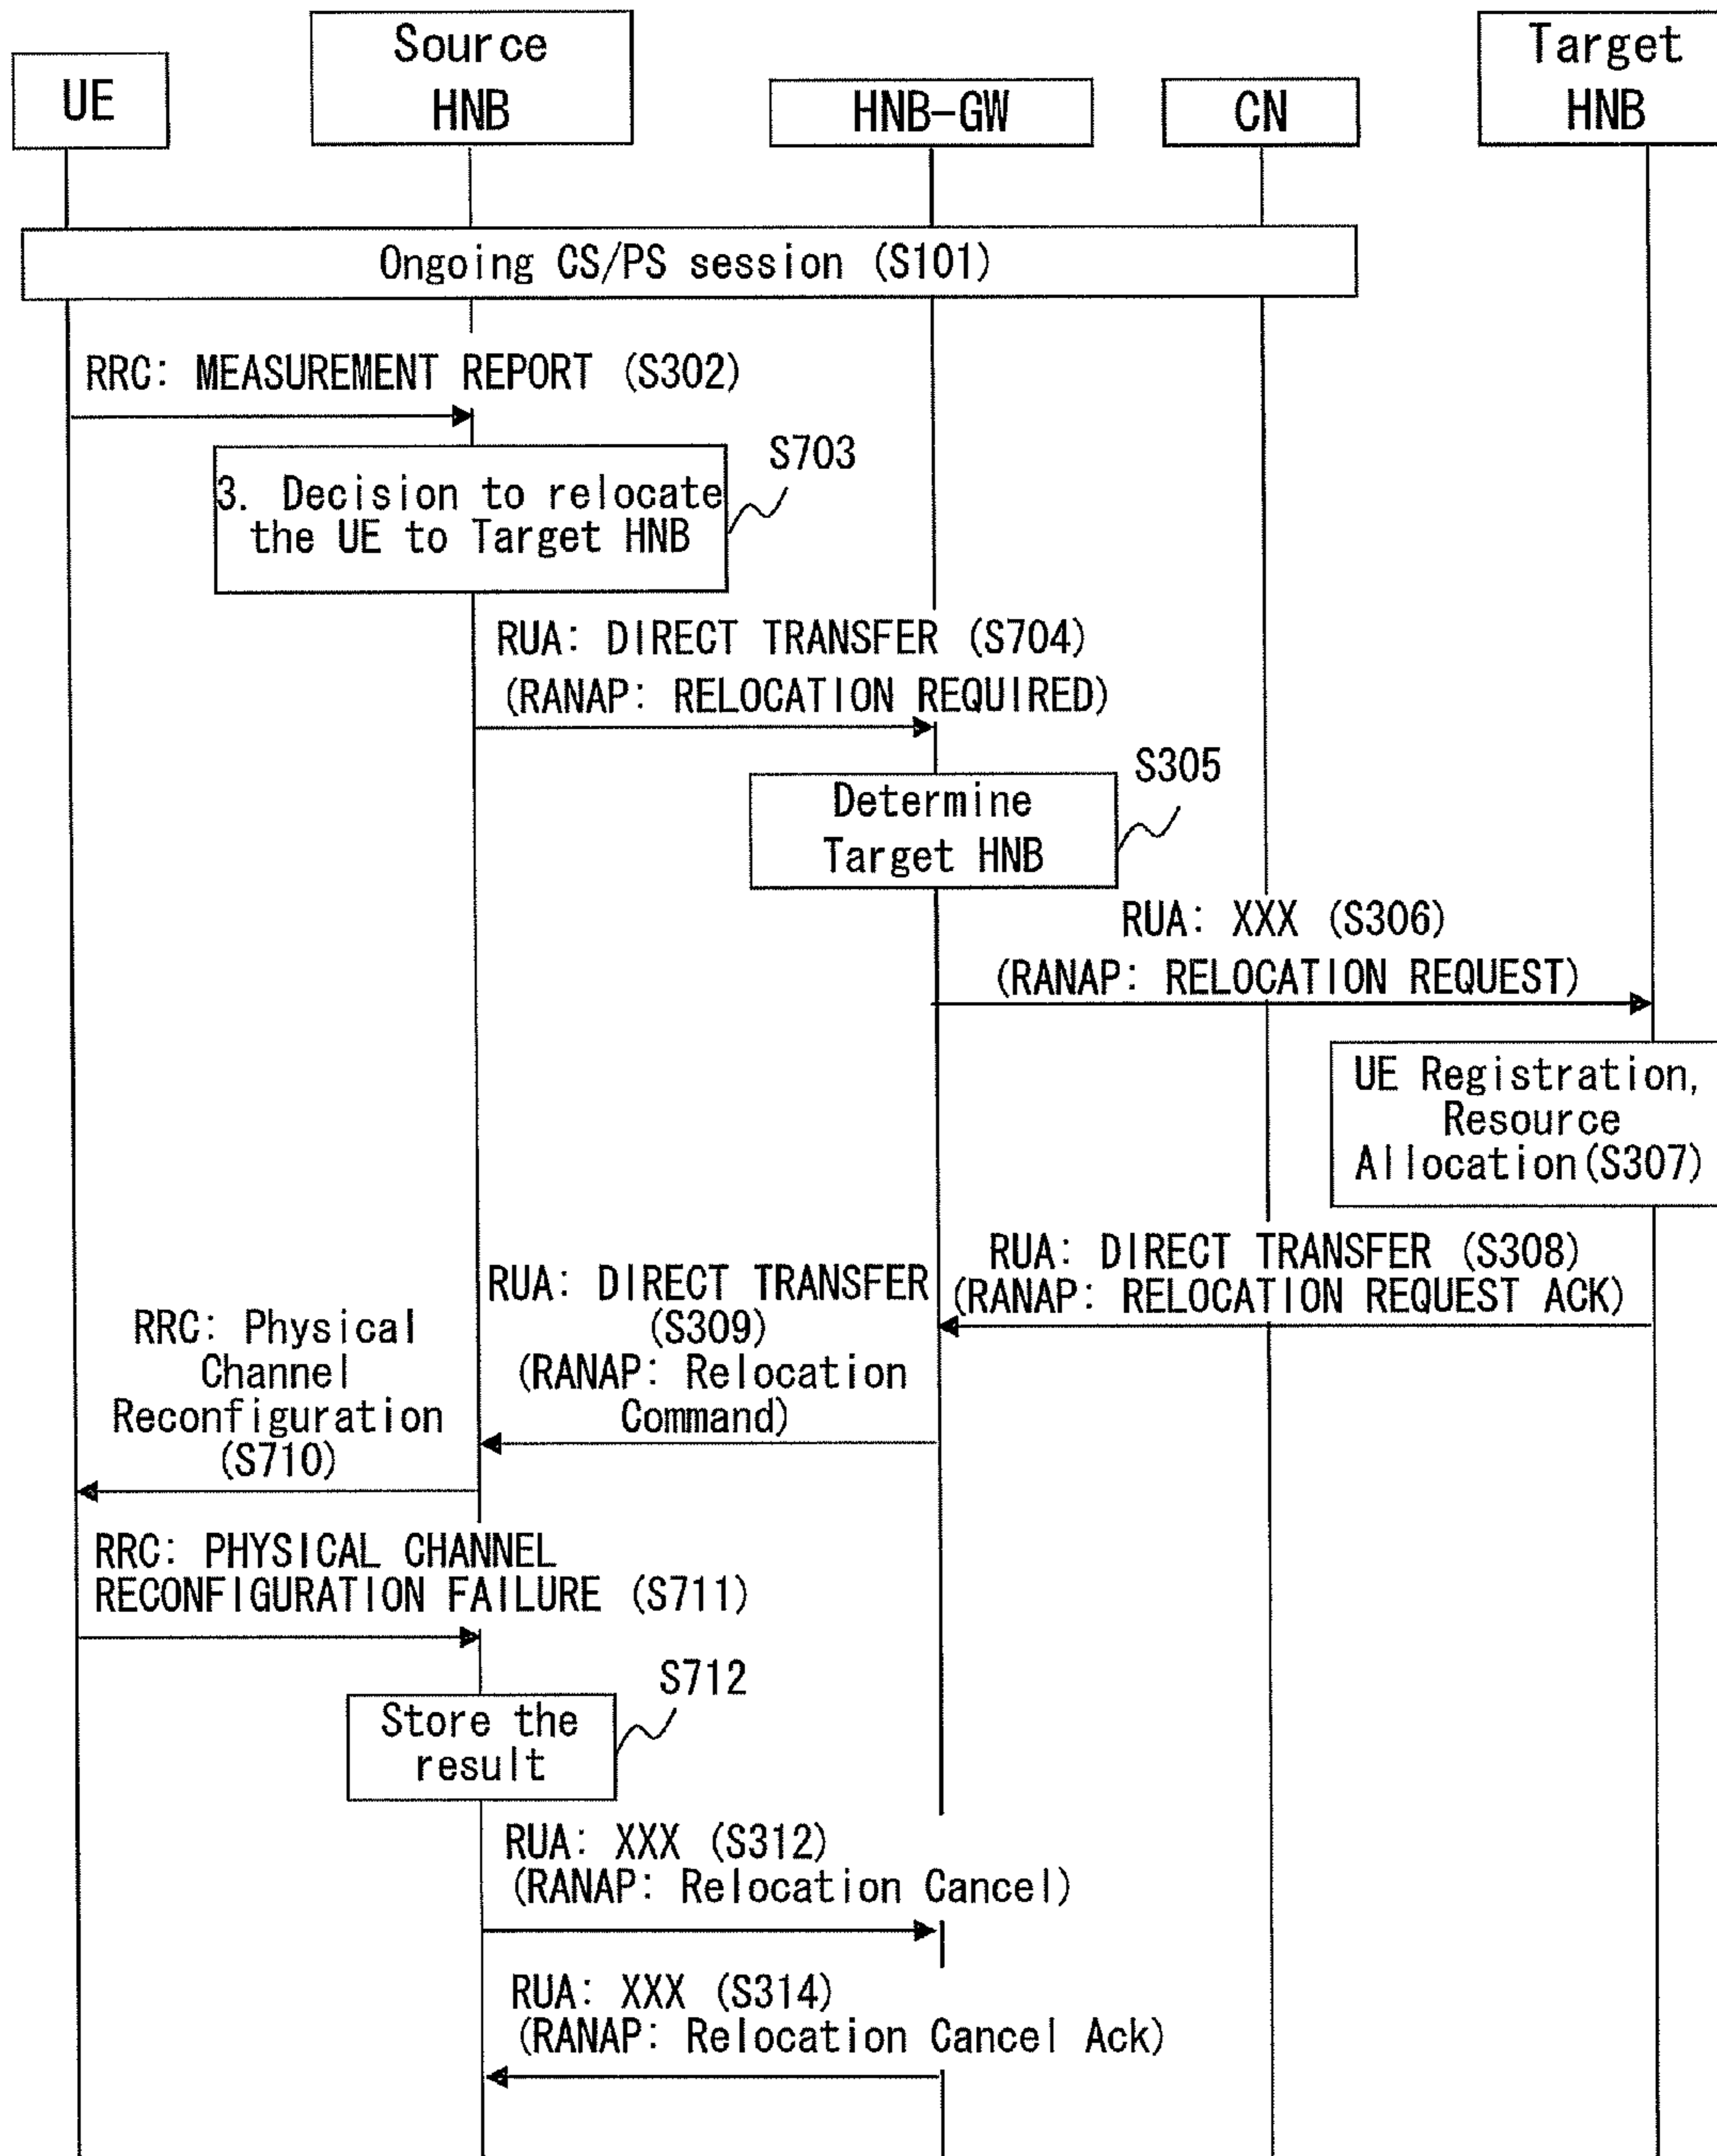 UE
Source
HNB
HNB-GW
CN
Target
HNB
Ongoing CS/PS session (S101)
RRC: MEASUREMENT REPORT (S302)
S703
3. Decision to relocate
the UE to Target HNB
RUA: DIRECT TRANSFER (S704)
(RANAP: RELOCATION REQUIRED)
S305
Determine
Target HNB
RUA: XXX (S306)
(RANAP: RELOCATION REQUEST)
UE Registration,
Resource
Allocation(S307)
RUA: DIRECT TRANSFER (S308)
(RANAP: RELOCATION REQUEST ACK)
RUA: DIRECT TRANSFER
(S309)
(RANAP: Relocation
Command)
RRC: Physical
Channel
Reconfiguration
(S710)
RRC: PHYSICAL CHANNEL
RECONFIGURATION FAILURE (S711)
S712
Store the
result
RUA: XXX (S312)
(RANAP: Relocation Cancel)
RUA: XXX (S314)
(RANAP: Relocation Cancel Ack)